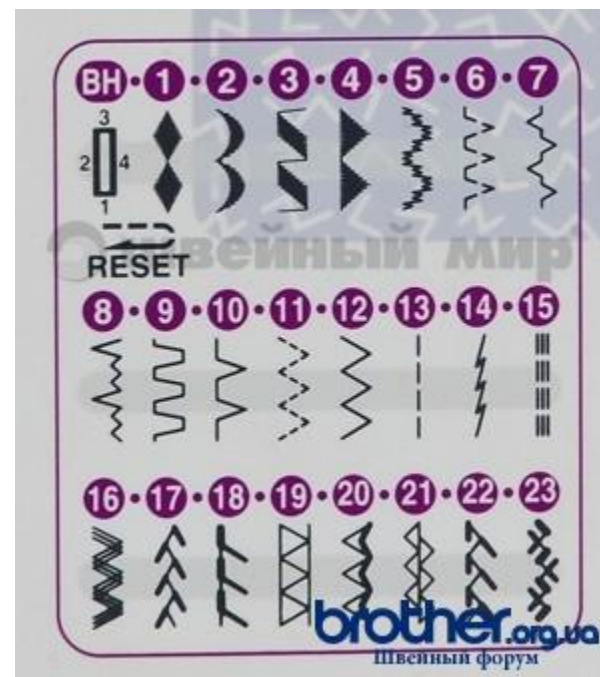 BH·1·2·3·4·5·6·7
3
2 4
1
Швейный мир
RESET
8·9·10·11·12·13·14·15
16·17·18·19·20·21·22·23
brother.org.ua
Швейный форум